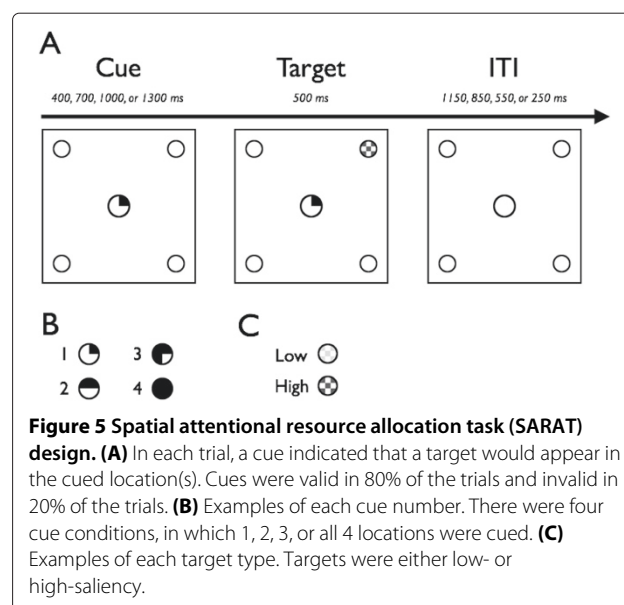 A
Cue Target ITI
400, 700, 1000, or 1300 ms 500 ms 1150, 850, 550, or 250 ms
B C
1 3 Low
2 4 High
Figure 5 Spatial attentional resource allocation task (SARAT)
design. (A) In each trial, a cue indicated that a target would appear in
the cued location(s). Cues were valid in 80% of the trials and invalid in
20% of the trials. (B) Examples of each cue number. There were four
cue conditions, in which 1, 2, 3, or all 4 locations were cued. (C)
Examples of each target type. Targets were either low- or
high-saliency.